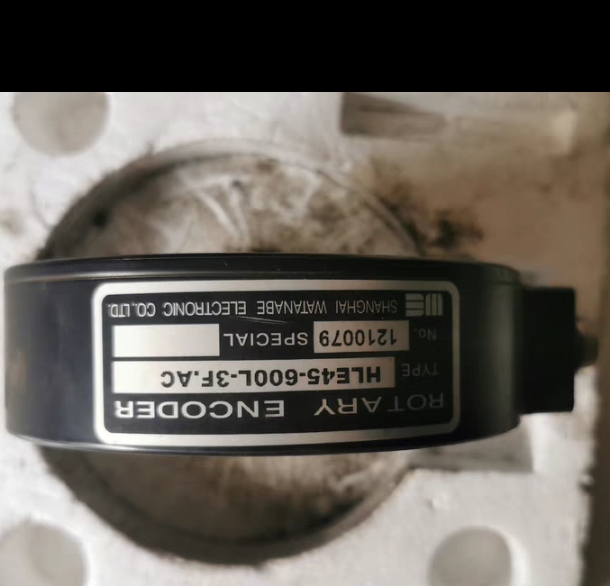 ROTARY ENCODER
TYPE HLE45-600L-3F.AC
No. 1210079 SPECIAL
SHANGHAI WATANABE ELECTRONIC CO.,LTD.